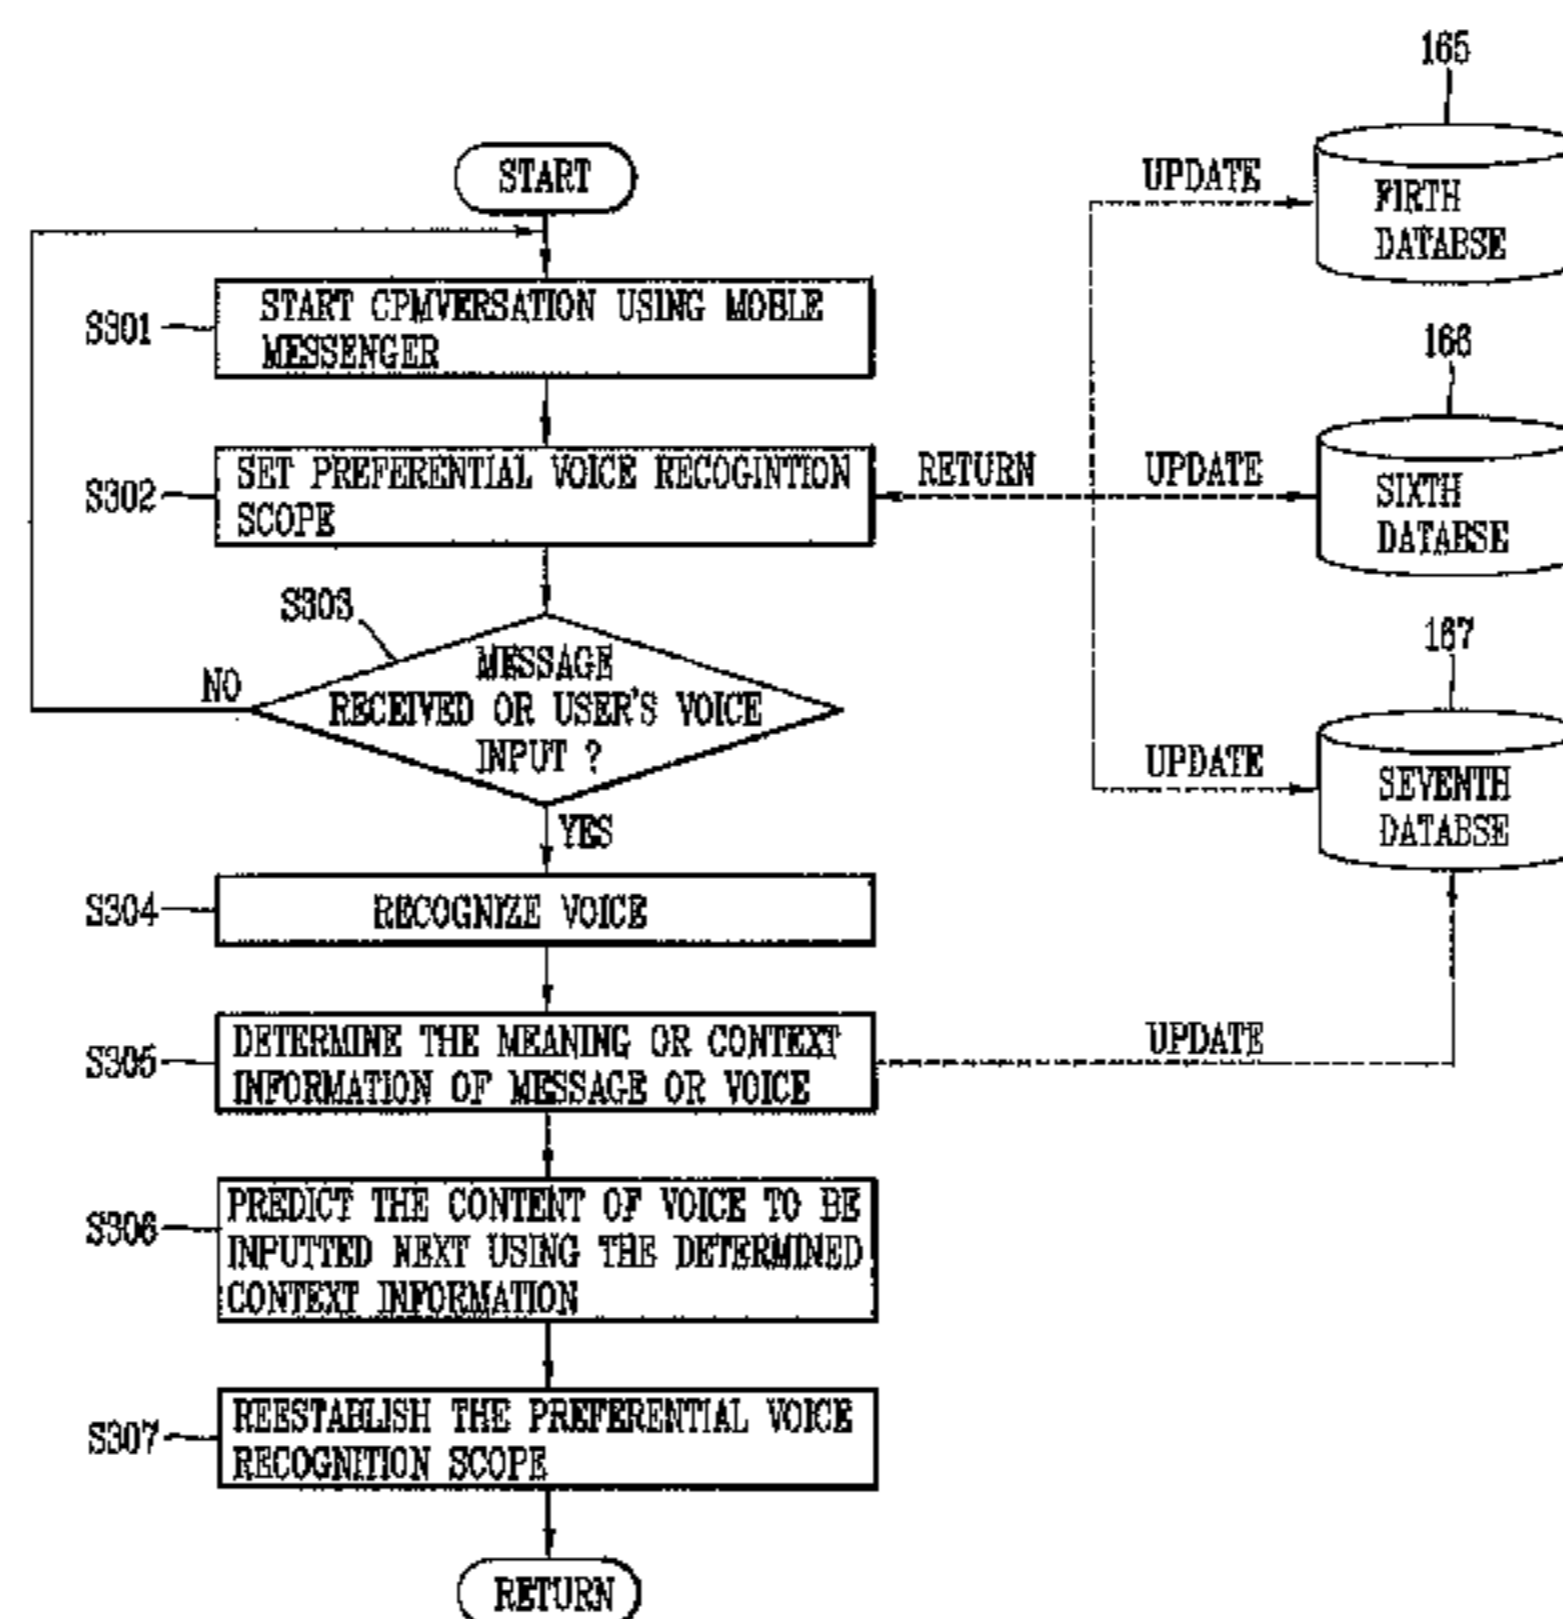 165
START
UPDATE
FIRTH
DATABSE
S301
START CPMVERSATION USING MOBLE
MESSENGER
166
S302
SET PREFERENTIAL VOICE RECOGINTION
SCOPE
RETURN
UPDATE
SIXTH
DATABSE
S303
MESSAGE
RECEIVED OR USER'S VOICE
INPUT ?
NO
YES
167
UPDATE
SEVENTH
DATABSE
S304
RECOGNIZE VOICE
S305
DETERMINE THE MEANING OR CONTEXT
INFORMATION OF MESSAGE OR VOICE
UPDATE
S306
PREDICT THE CONTENT OF VOICE TO BE
INPUTTED NEXT USING THE DETERMINED
CONTEXT INFORMATION
S307
REESTABLISH THE PREFERENTIAL VOICE
RECOGNITION SCOPE
RETURN